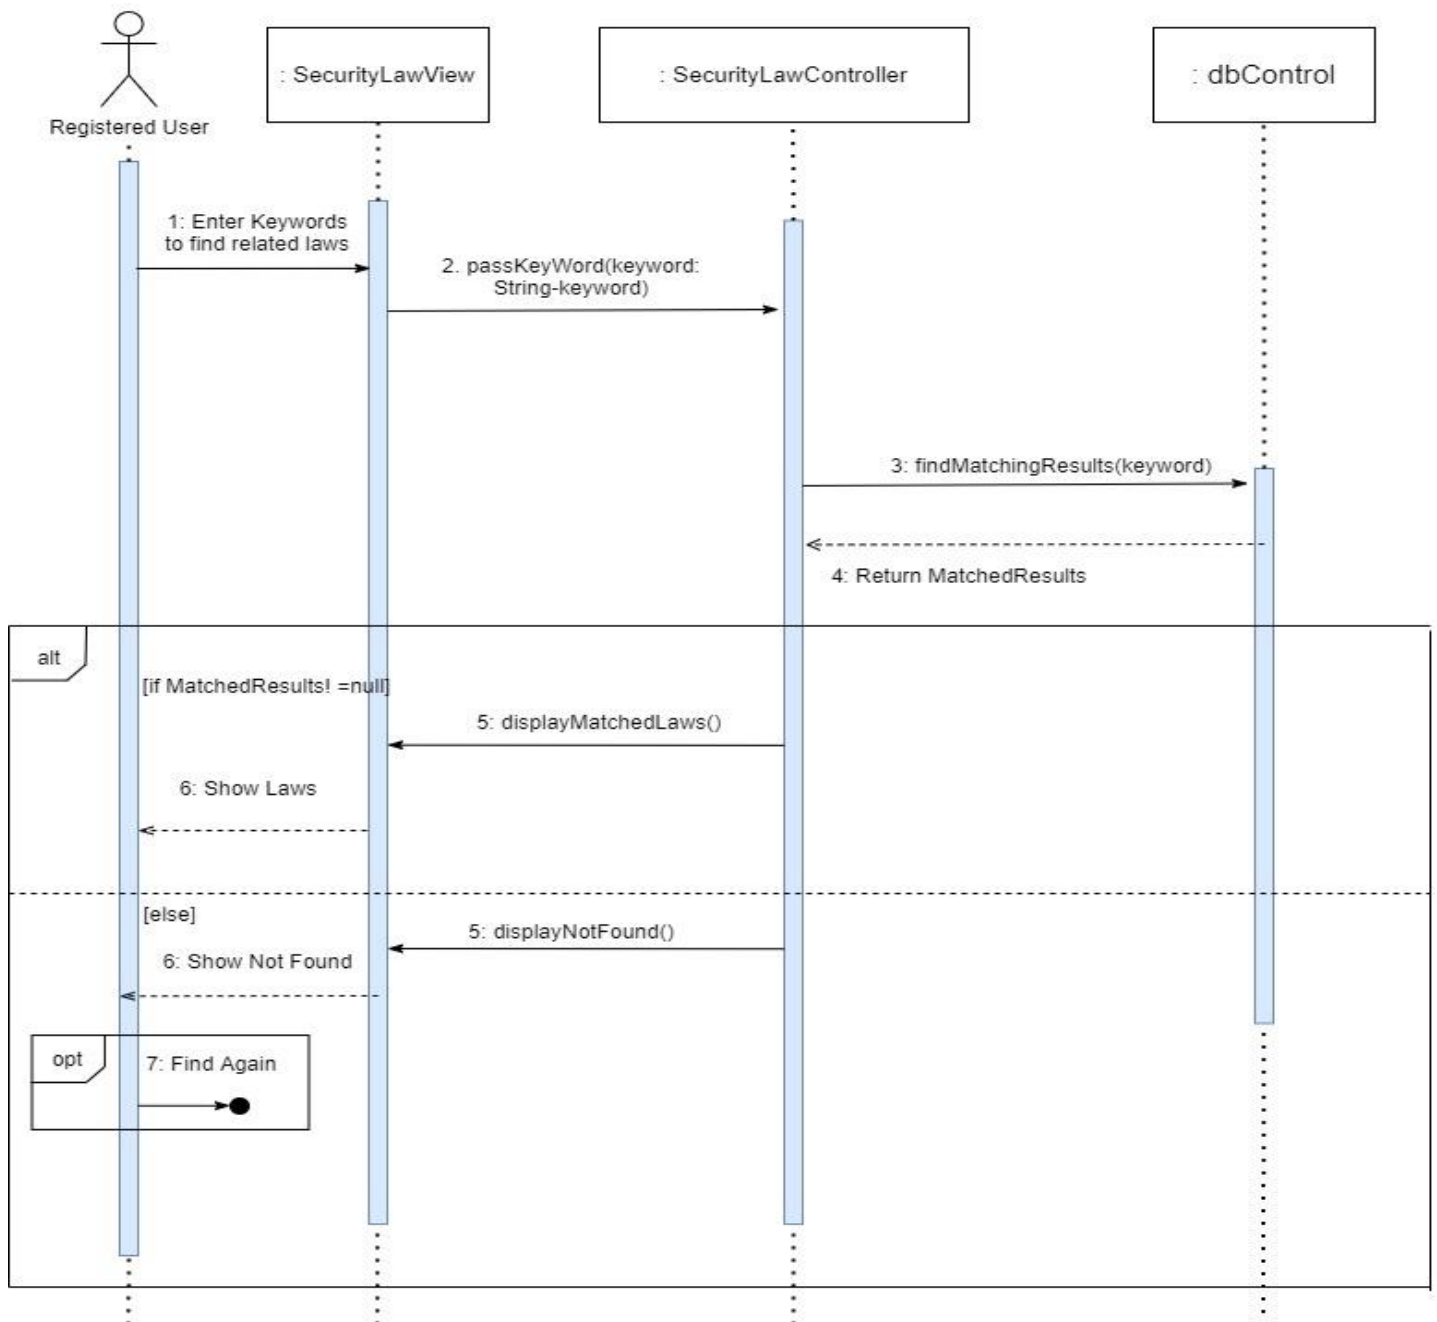 Registered User
: SecurityLawView
: SecurityLawController
: dbControl
1: Enter Keywords
to find related laws
2. passKeyWord(keyword:
String-keyword)
3: findMatchingResults(keyword)
4: Return MatchedResults
alt
[if MatchedResults! =null]
5: displayMatchedLaws()
6: Show Laws
[else]
5: displayNotFound()
6: Show Not Found
opt
7: Find Again